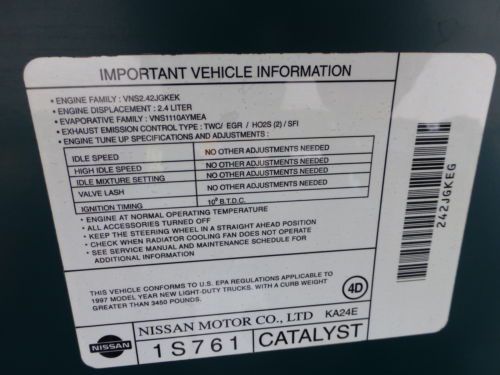 IMPORTANT VEHICLE INFORMATION
• ENGINE FAMILY : VNS2.42JGKEK
• ENGINE DISPLACEMENT : 2.4 LITER
• EVAPORATIVE FAMILY : VNS1110AYMEA
• EXHAUST EMISSION CONTROL TYPE : TWC/ EGR / HO2S (2) / SFI
• ENGINE TUNE UP SPECIFICATIONS AND ADJUSTMENTS :
IDLE SPEED NO OTHER ADJUSTMENTS NEEDED
HIGH IDLE SPEED NO OTHER ADJUSTMENTS NEEDED
IDLE MIXTURE SETTING NO OTHER ADJUSTMENTS NEEDED
VALVE LASH NO OTHER ADJUSTMENTS NEEDED
IGNITION TIMING 10° B.T.D.C.
• ENGINE AT NORMAL OPERATING TEMPERATURE
• ALL ACCESSORIES TURNED OFF
• KEEP THE STEERING WHEEL IN A STRAIGHT AHEAD POSITION
• CHECK WHEN RADIATOR COOLING FAN DOES NOT OPERATE
• SEE SERVICE MANUAL AND MAINTENANCE SCHEDULE FOR
ADDITIONAL INFORMATION
242JGKEG
THIS VEHICLE CONFORMS TO U.S. EPA REGULATIONS APPLICABLE TO
1997 MODEL YEAR NEW LIGHT-DUTY TRUCKS. WITH A CURB WEIGHT
GREATER THAN 3450 POUNDS.
4D
NISSAN
NISSAN MOTOR CO., LTD KA24E
1S761 CATALYST